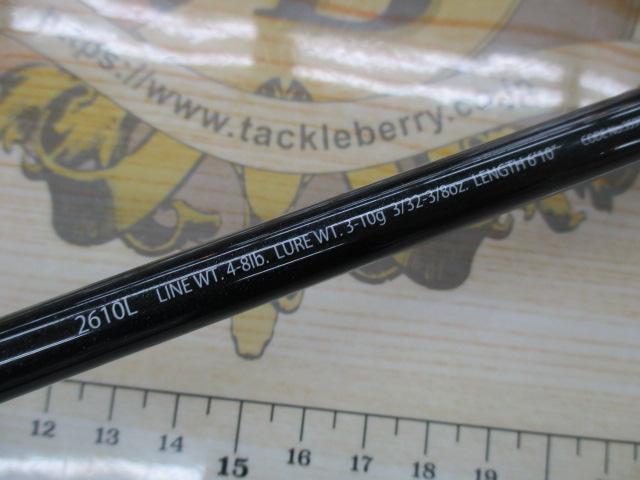 https://www.
www.tackleberry.co.jp
2610L LINE WT. 4-8lb. LURE WT. 3-10g 3/32-3/8oz. LENGTH 6'10"
12 13 14 15 16 17 18 19